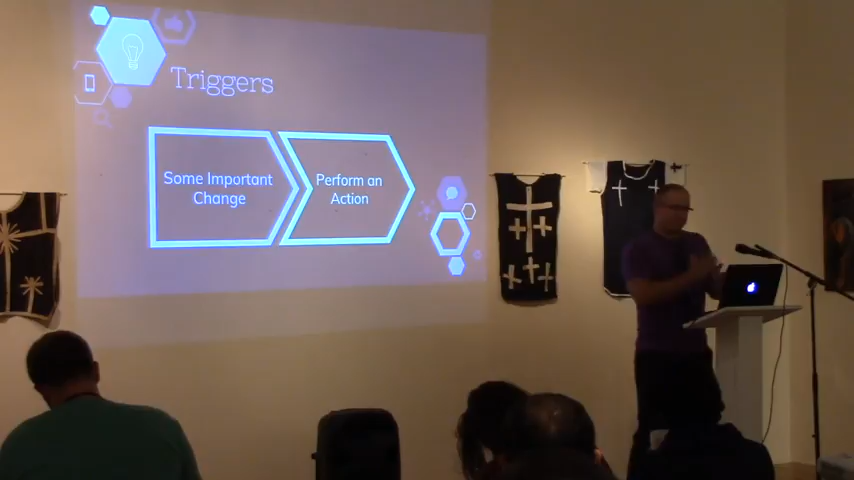 Triggers
Some Important
Change
Perform an
Action